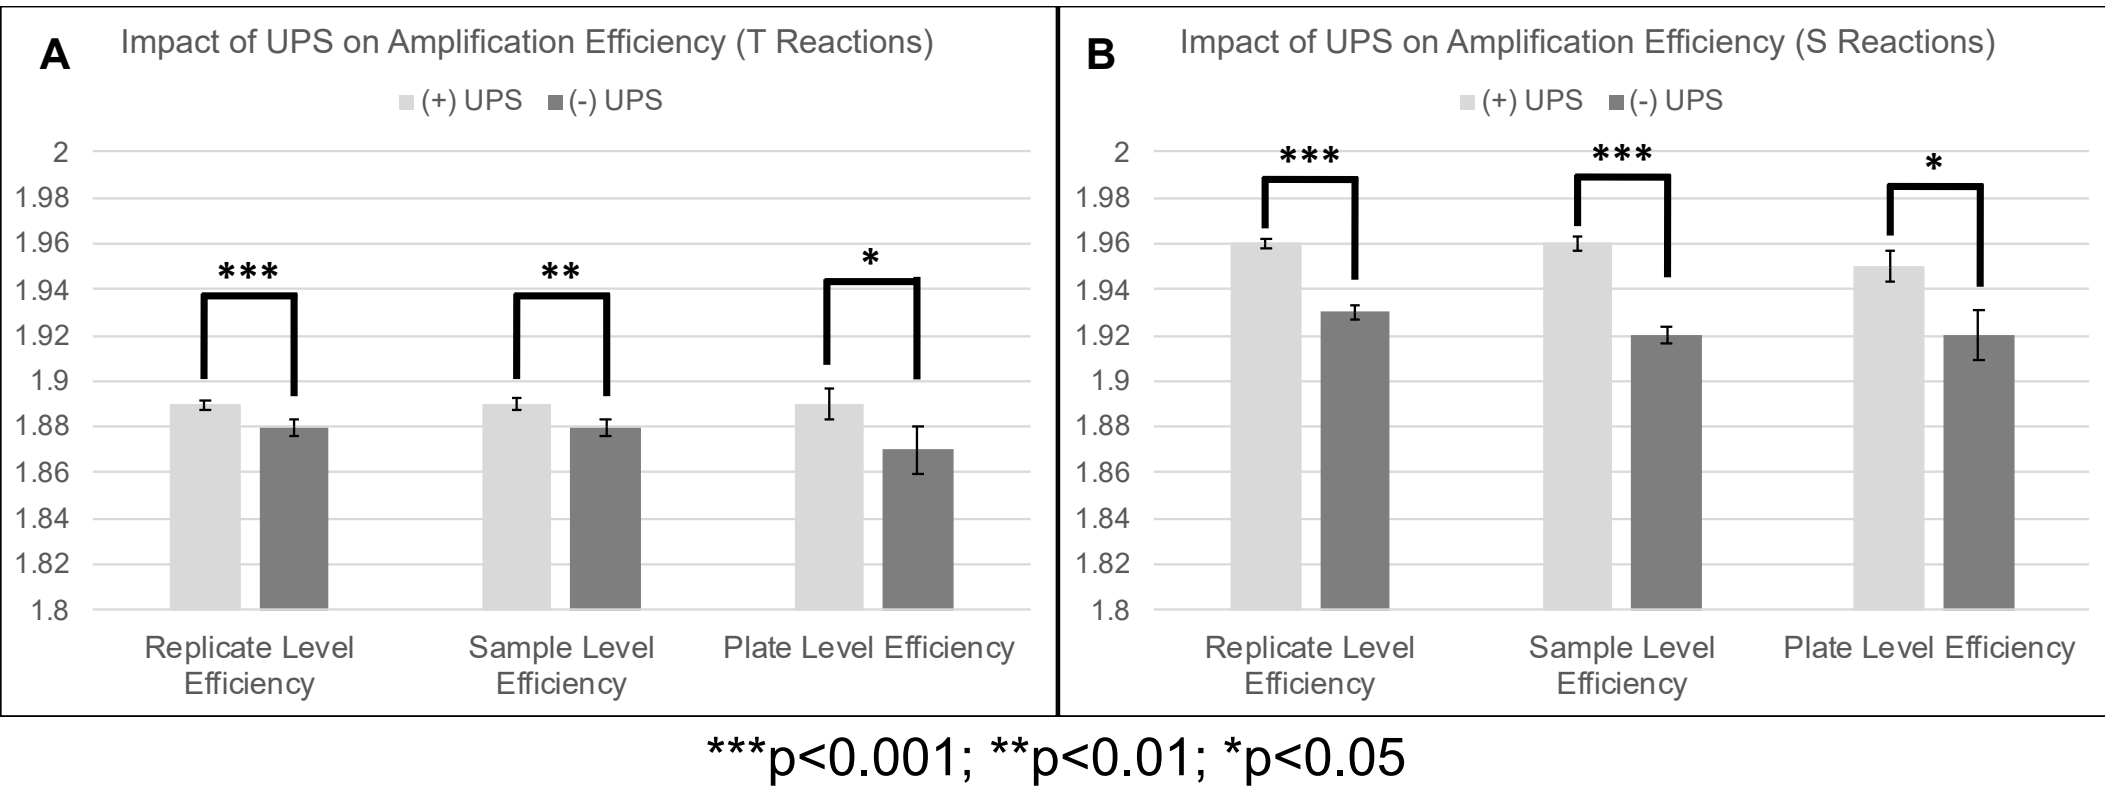 A
Impact of UPS on Amplification Efficiency (T Reactions)
(+) UPS (-) UPS
2
1.98
1.96
1.94
1.92
1.9
1.88
1.86
1.84
1.82
1.8
***
**
*
Replicate Level
Efficiency
Sample Level
Efficiency
Plate Level Efficiency
B
Impact of UPS on Amplification Efficiency (S Reactions)
(+) UPS (-) UPS
2
1.98
1.96
1.94
1.92
1.9
1.88
1.86
1.84
1.82
1.8
***
***
*
Replicate Level
Efficiency
Sample Level
Efficiency
Plate Level Efficiency
***p<0.001; **p<0.01; *p<0.05